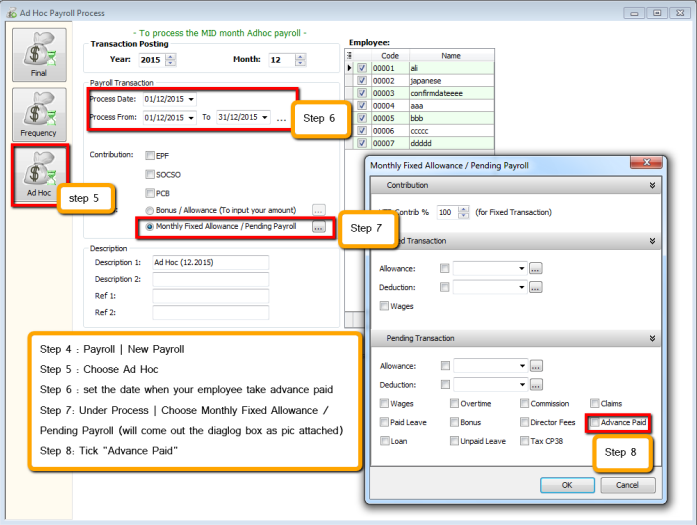 Ad Hoc Payroll Process
Final
Frequency
Ad Hoc
step 5
- To process the MID month Adhoc payroll -
Transaction Posting
Year: 2015 Month: 12
Payroll Transaction
Process Date: 01/12/2015
Process From: 01/12/2015 To 31/12/2015 ...
Step 6
Contribution: EPF
SOCSO
PCB
Bonus / Allowance (To input your amount) ...
Monthly Fixed Allowance / Pending Payroll ...
Step 7
Description
Description 1: Ad Hoc (12.2015)
Description 2:
Ref 1:
Ref 2:
Employee:
Code Name
00001 ali
00002 japanese
00003 confirmdateeee
00004 aaa
00005 bbb
00006 ccccc
00007 ddddd
Monthly Fixed Allowance / Pending Payroll
Contribution
Contrib % 100 (for Fixed Transaction)
Transaction
Allowance: ...
Deduction: ...
Wages
Pending Transaction
Allowance: ...
Deduction: ...
Wages Overtime Commission Claims
Paid Leave Bonus Director Fees Advance Paid
Loan Unpaid Leave Tax CP38
Step 8
OK Cancel
Step 4 : Payroll | New Payroll
Step 5 : Choose Ad Hoc
Step 6 : set the date when your employee take advance paid
Step 7: Under Process | Choose Monthly Fixed Allowance /
Pending Payroll (will come out the diaglog box as pic attached)
Step 8: Tick "Advance Paid"